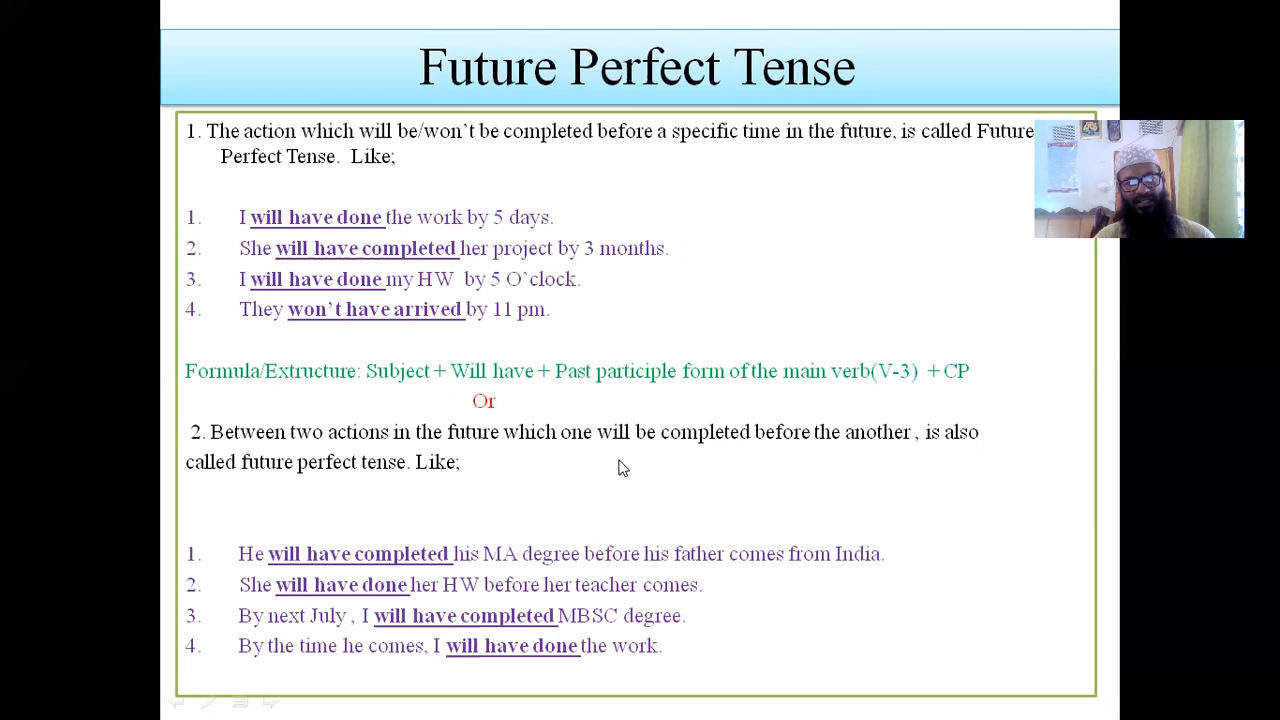 Future Perfect Tense
1. The action which will be/won't be completed before a specific time in the future, is called Future
Perfect Tense. Like;
1. I will have done the work by 5 days.
2. She will have completed her project by 3 months.
3. I will have done my HW by 5 O'clock.
4. They won't have arrived by 11 pm.
Formula/Extructure: Subject + Will have + Past participle form of the main verb(V-3) + CP
Or
2. Between two actions in the future which one will be completed before the another , is also
called future perfect tense. Like;
1. He will have completed his MA degree before his father comes from India.
2. She will have done her HW before her teacher comes.
3. By next July , I will have completed MBSC degree.
4. By the time he comes, I will have done the work.